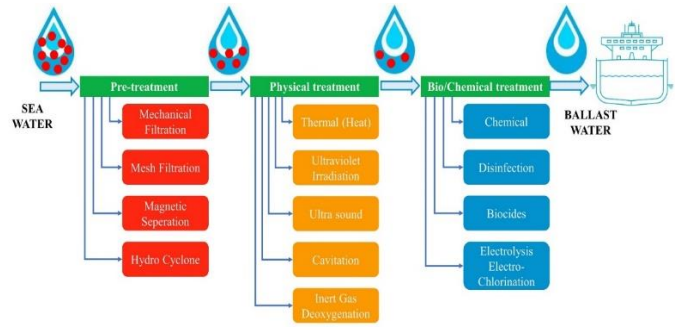 SEA
WATER
Pre-treatment
Mechanical
Filtration
Mesh Filtration
Magnetic
Seperation
Hydro Cyclone
Physical treatment
Thermal (Heat)
Ultraviolet
Irradiation
Ultra sound
Cavitation
Inert Gas
Deoxygenation
Bio/Chemical treatment
Chemical
Disinfection
Biocides
Electrolysis
Electro-
Chlorination
BALLAST
WATER